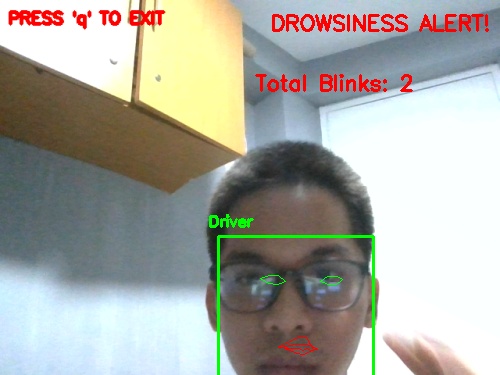 PRESS 'q' TO EXIT
DROWSINESS ALERT!
Total Blinks: 2
Driver